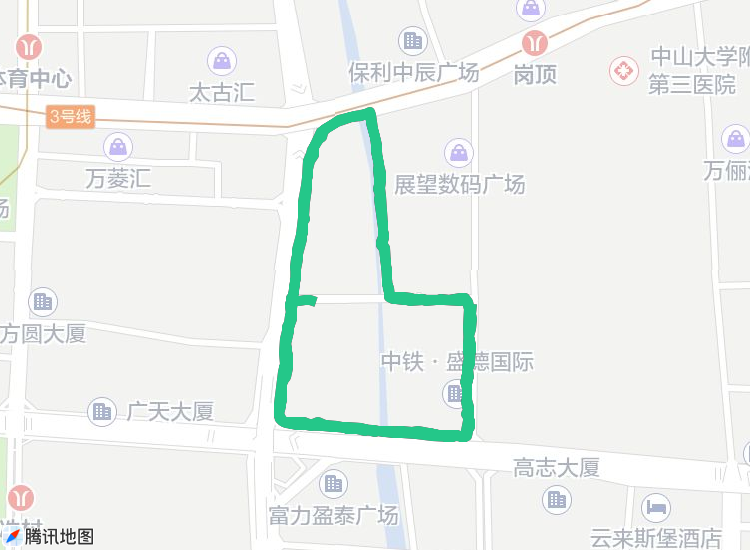 保利中辰广场
岗顶
中山大学附
第三医院
体育中心
太古汇
3号线
万菱汇
展望数码广场
万俪
场
方圆大厦
中铁·盛德国际
广天大厦
高志大厦
富力盈泰广场
云来斯堡酒店
腾讯地图